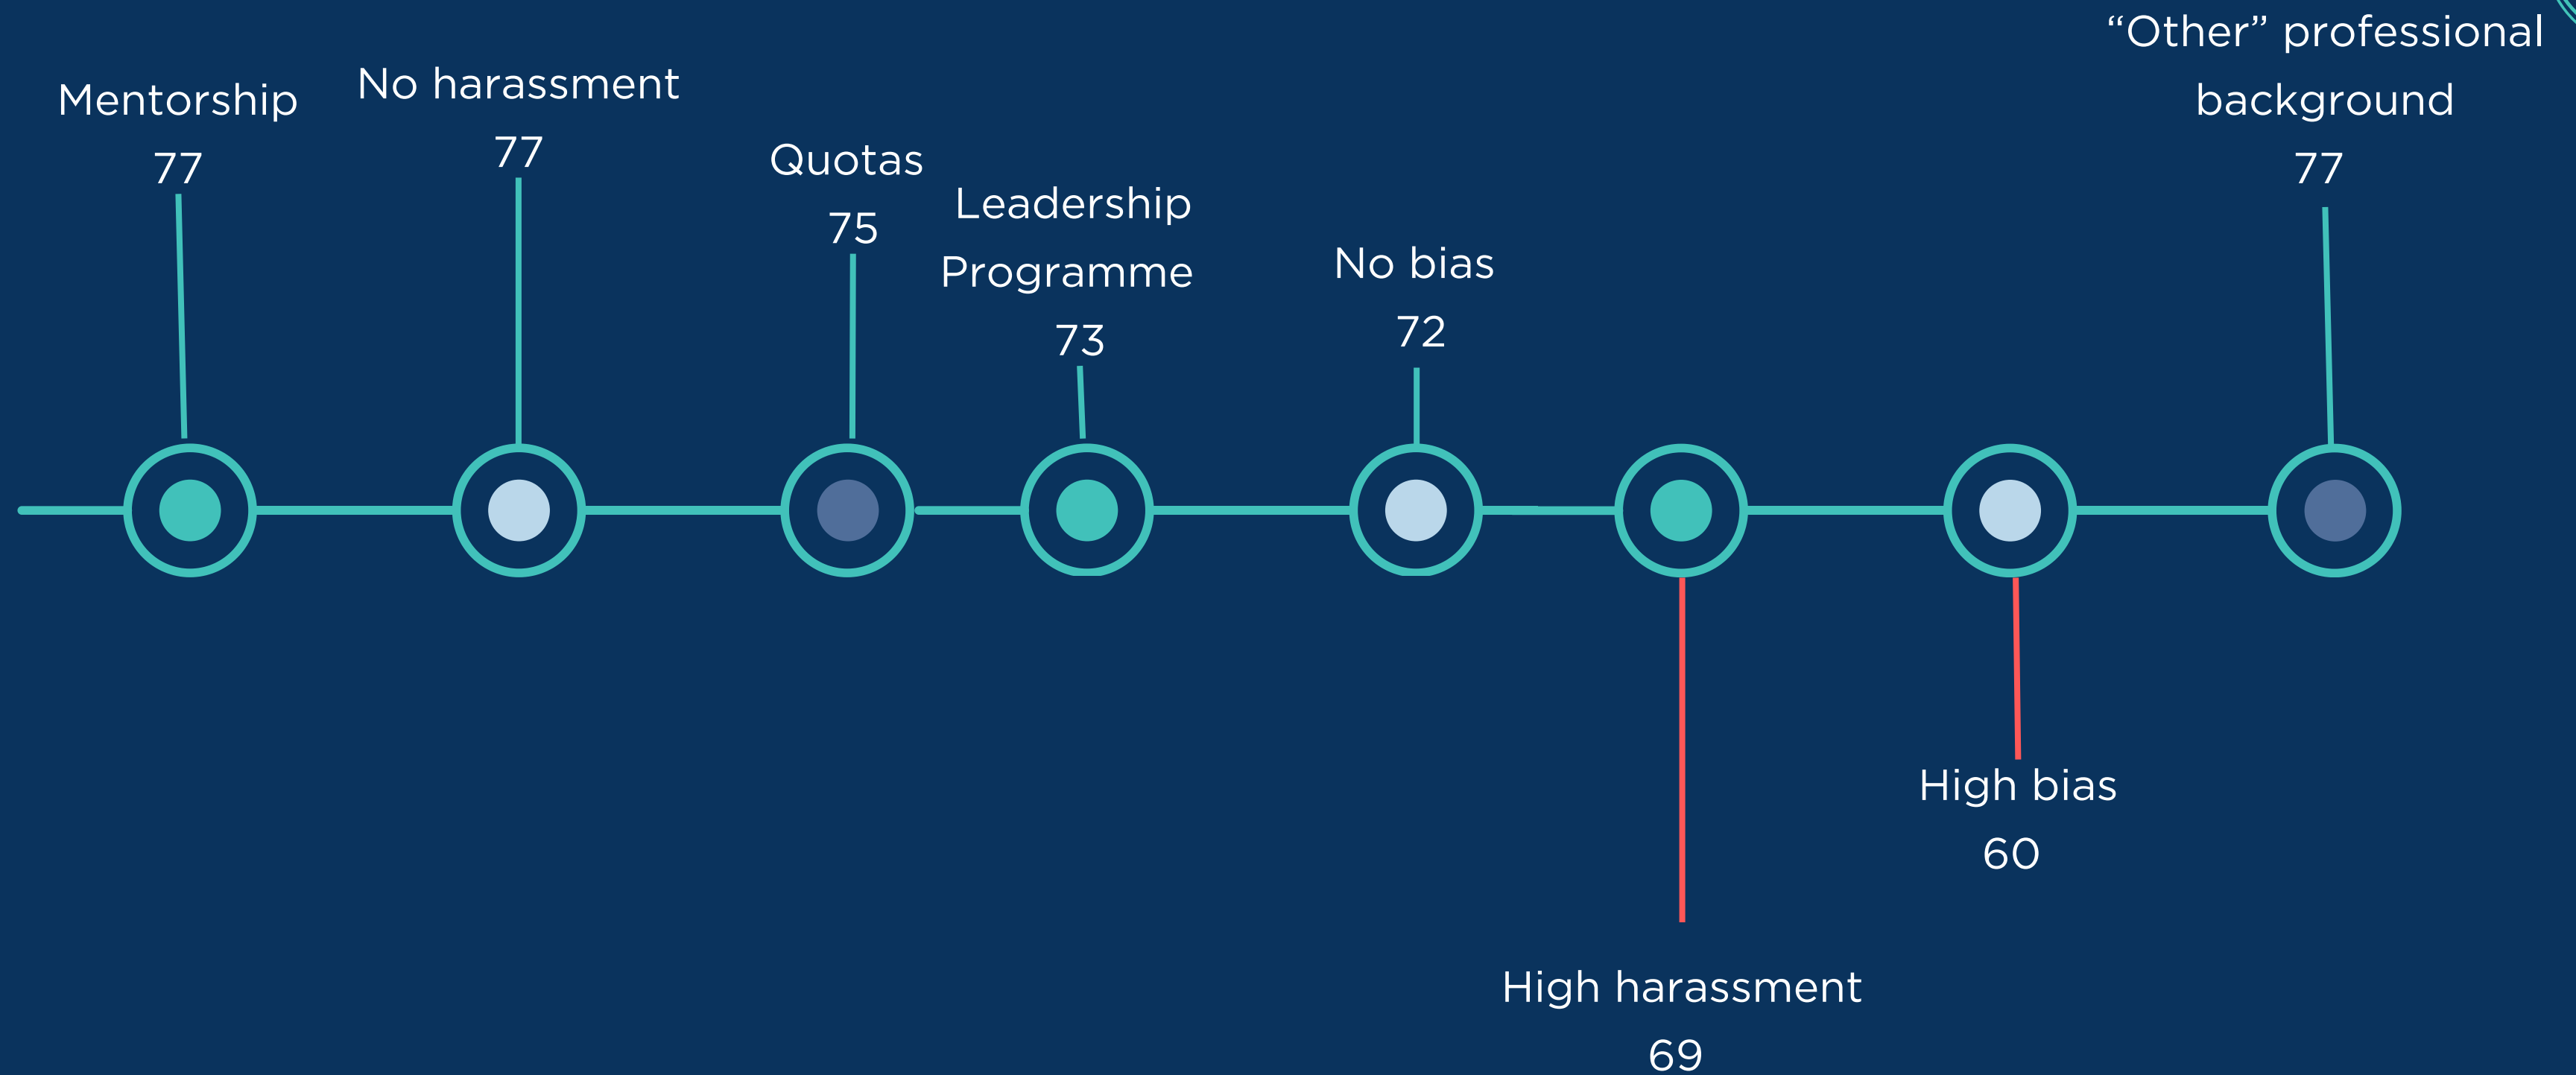 Mentorship
77
No harassment
77
Quotas
75
Leadership
Programme
73
No bias
72
High harassment
69
High bias
60
“Other” professional
background
77